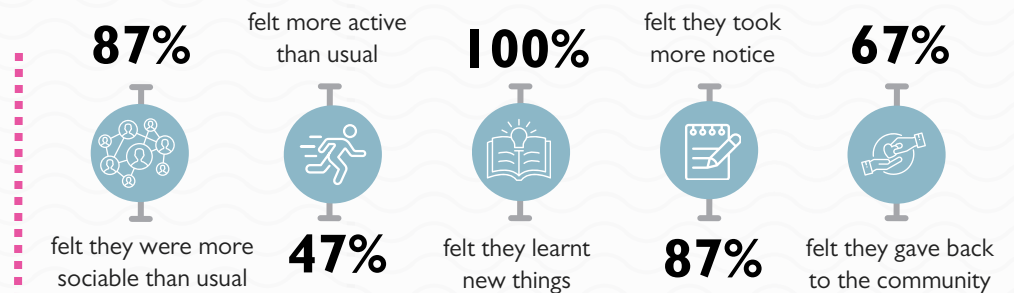 87%
felt they were more
sociable than usual
felt more active
than usual
47%
100%
felt they learnt
new things
felt they took
more notice
87%
67%
felt they gave back
to the community